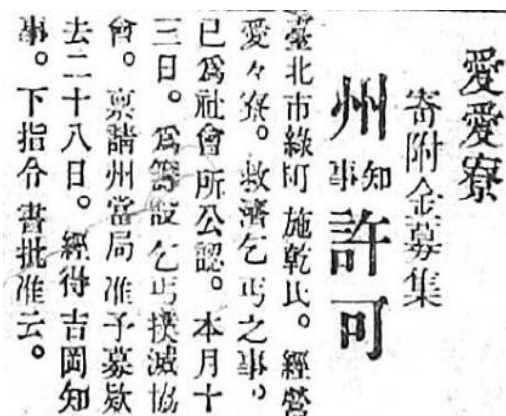 愛愛寮
寄附金募集
州知事許可
臺北市綠町施乾氏。經營
愛々寮。救濟乞丐之事。
已爲社會所公認。本月十
三日。爲籌設乞丐撲滅協
會。稟請州當局准予募欵
去二十八日。經得吉岡知
事。下指令書批准云。